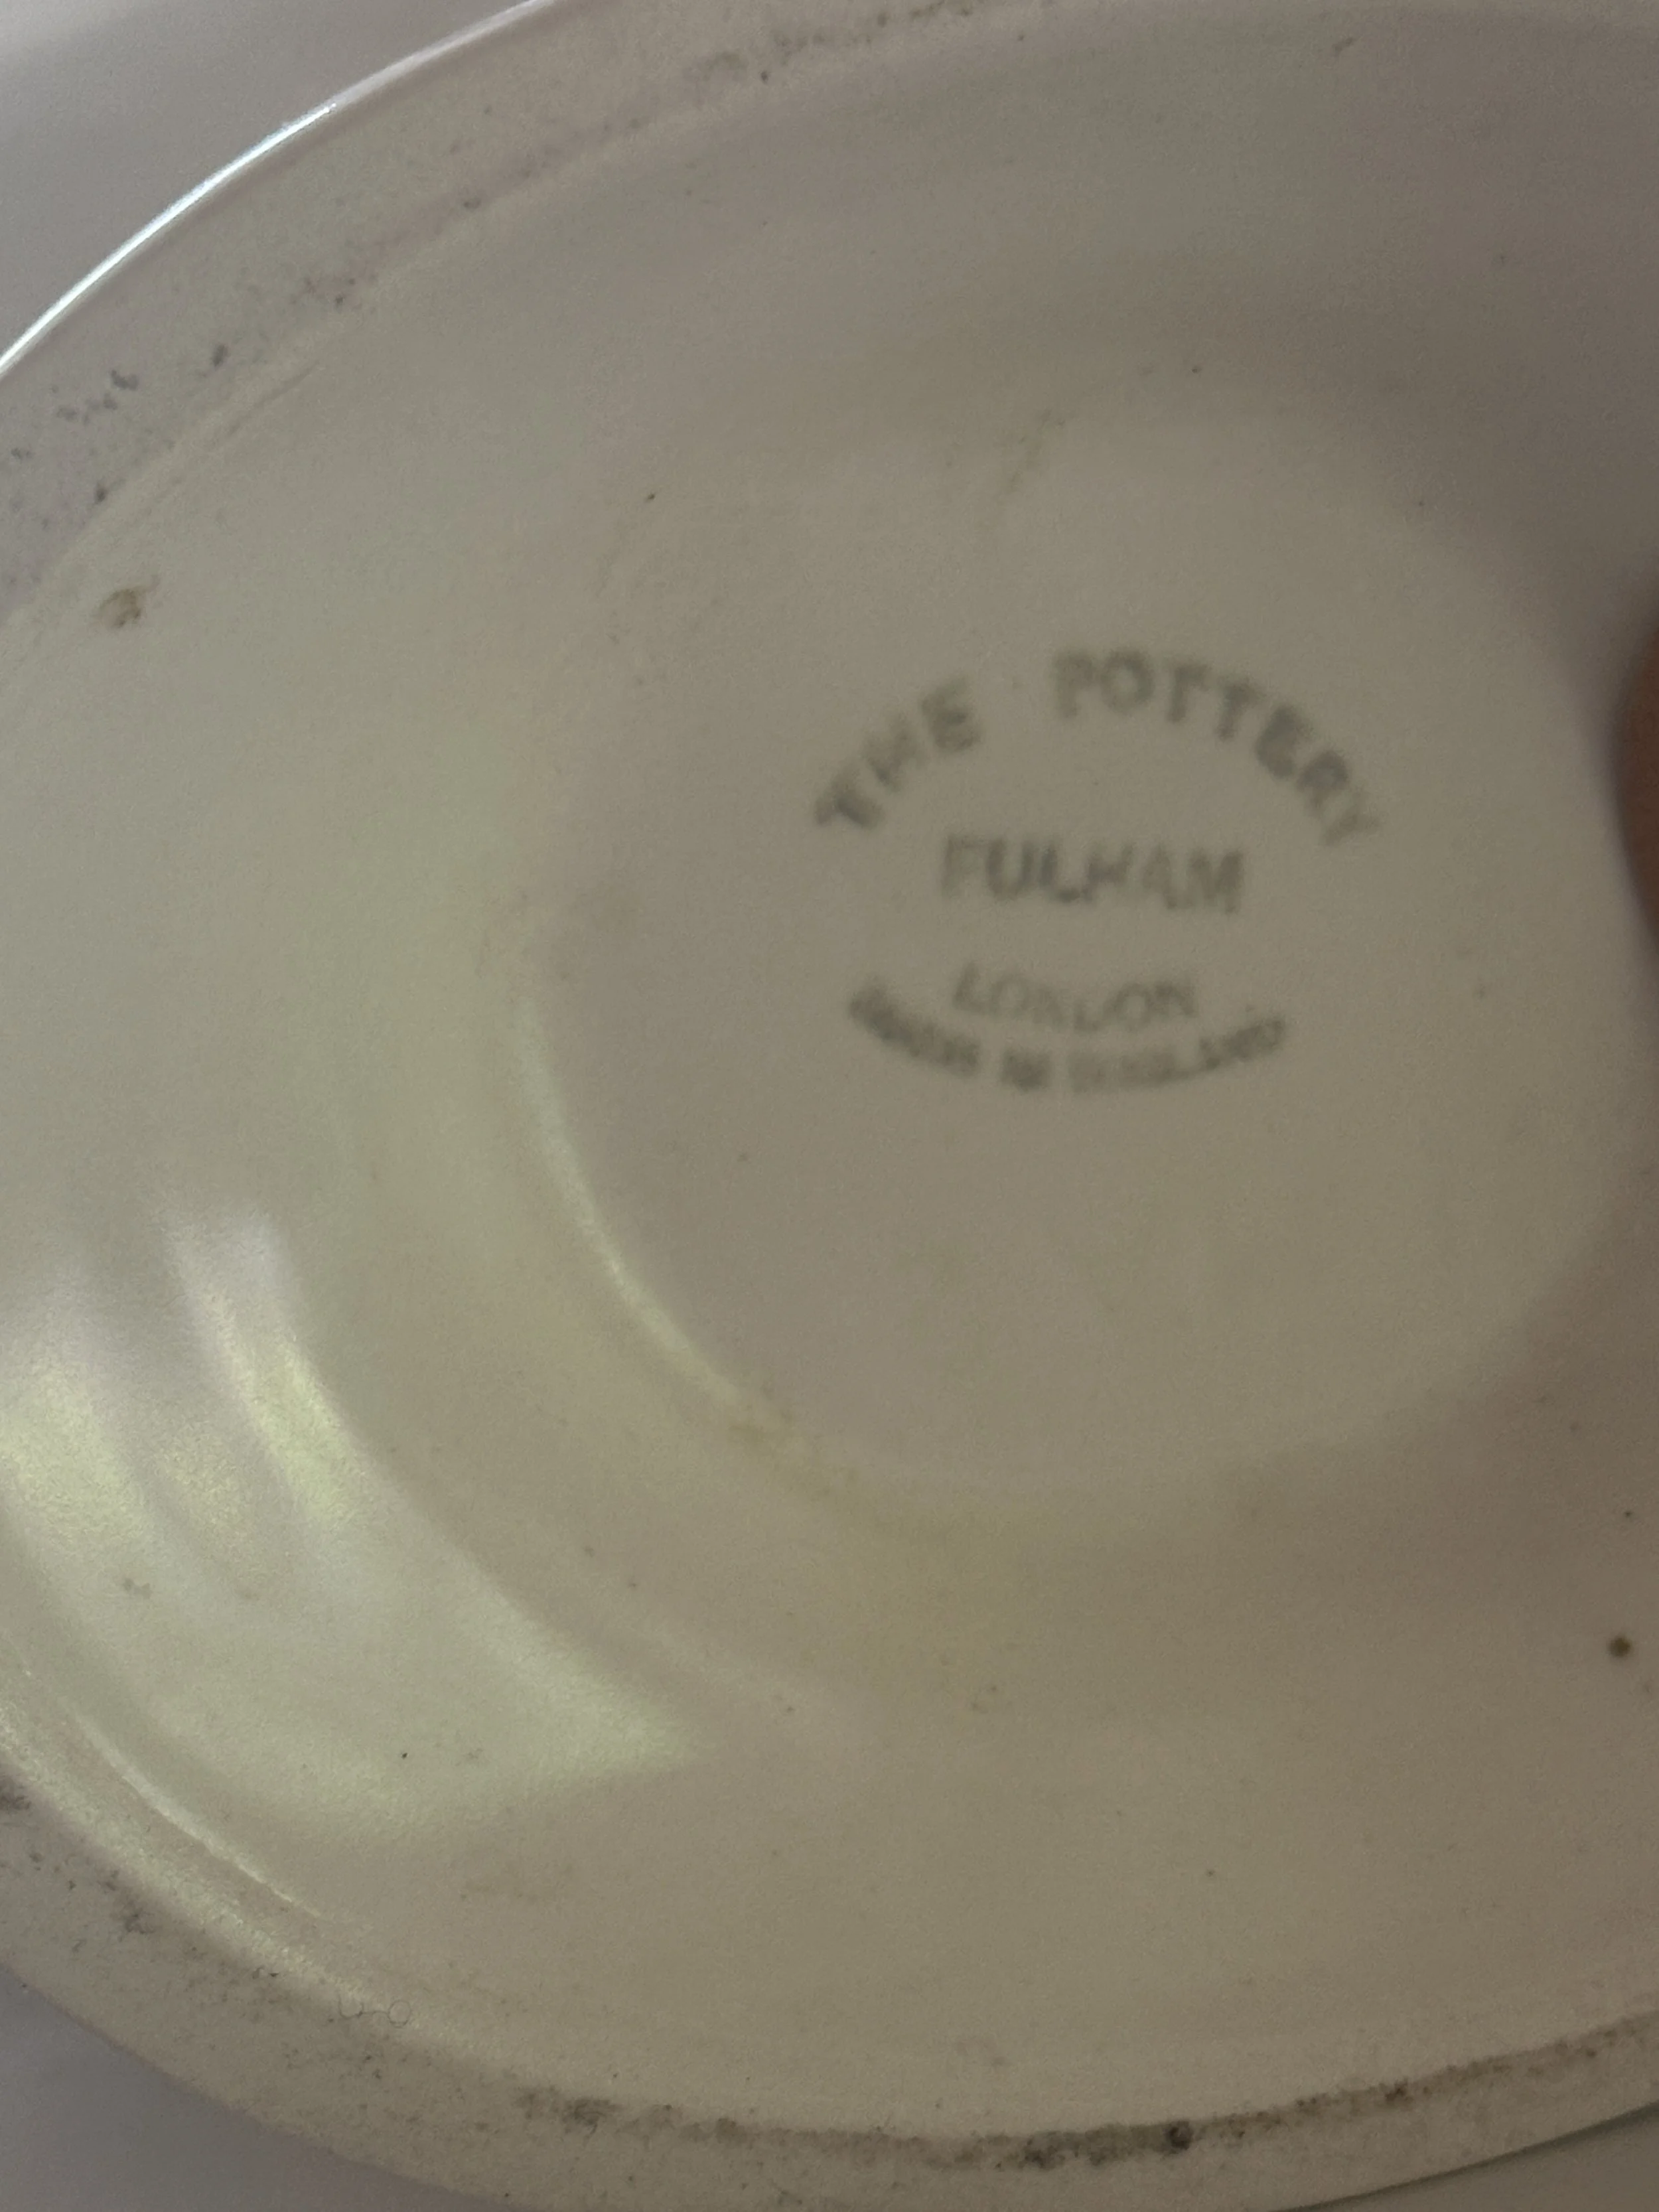 THE POTTERY
FULHAM
LONDON
MADE IN ENGLAND